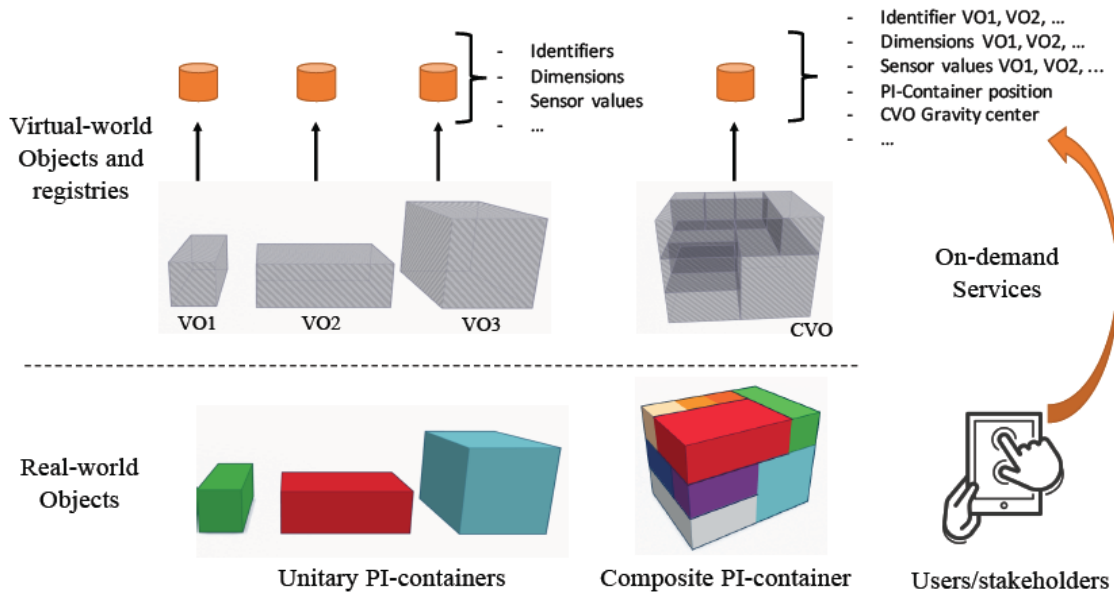 - Identifiers
- Dimensions
- Sensor values
- ...
- Identifier VO1, VO2, ...
- Dimensions VO1, VO2, ...
- Sensor values VO1, VO2, ...
- PI-Container position
- CVO Gravity center
- ...
Virtual-world
Objects and
registries
VO1
VO2
VO3
CVO
On-demand
Services
Real-world
Objects
Unitary PI-containers
Composite PI-container
Users/stakeholders